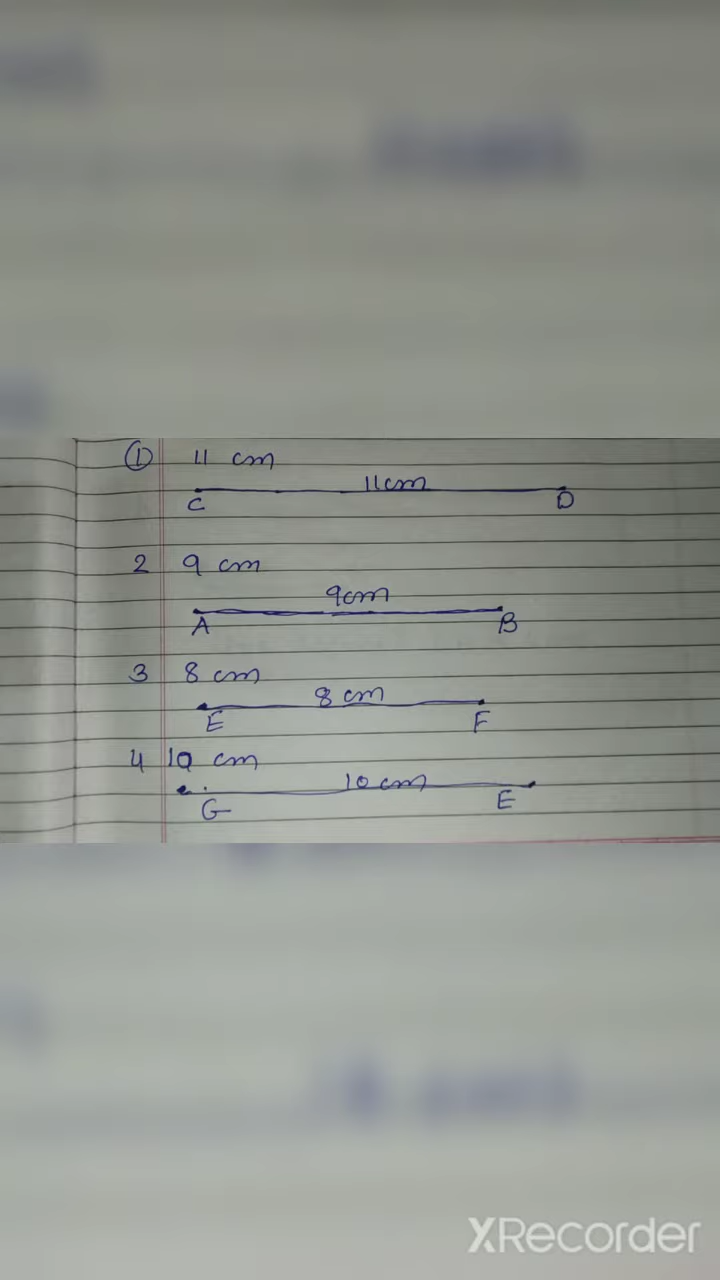 ① 11 cm
11cm
C D
2 9 cm
9cm
A B
3 8 cm
8 cm
E F
4 10 cm
10 cm
G E
XRecorder